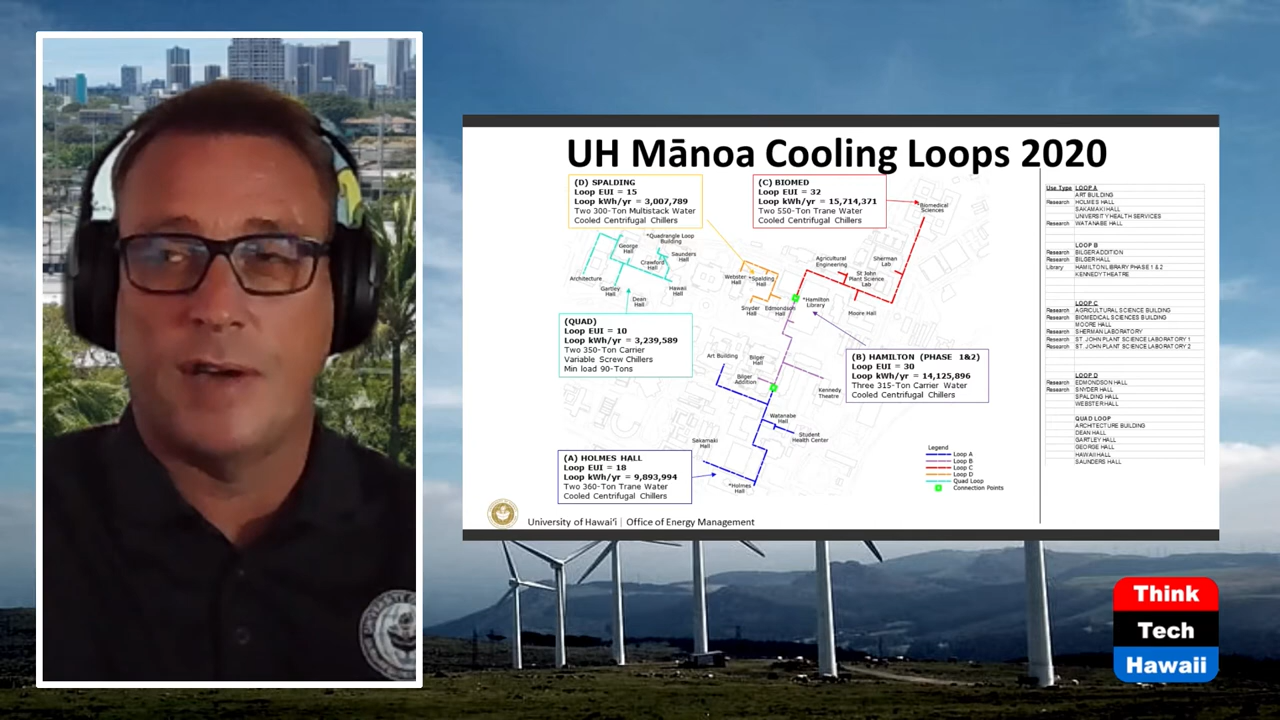 UH Mānoa Cooling Loops 2020
(D) SPALDING
Loop EUI = 15
Loop kWh/yr = 3,007,789
Two 300-Ton Multistack Water
Cooled Centrifugal Chillers
(C) BIOMED
Loop EUI = 32
Loop kWh/yr = 15,714,371
Two 550-Ton Trane Water
Cooled Centrifugal Chillers
Biomedical
Sciences
*Quadrangle Loop
Building
George
Hall
Saunders
Hall
Crawford
Hall
Architecture
Gartley
Hall
Hawaii
Hall
Dean
Hall
Agricultural
Engineering
Sherman
Lab
St John
Plant Science
Lab
Webster
Hall
*Spalding
Hall
Snyder
Hall
Edmondson
Hall
*Hamilton
Library
Moore Hall
(QUAD)
Loop EUI = 10
Loop kWh/yr = 3,239,589
Two 350-Ton Carrier
Variable Screw Chillers
Min load 90-Tons
Art Building
Bilger
Hall
Bilger
Addition
Kennedy
Theatre
(B) HAMILTON (PHASE 1&2)
Loop EUI = 30
Loop kWh/yr = 14,125,896
Three 315-Ton Carrier Water
Cooled Centrifugal Chillers
Watanabe
Hall
Student
Health Center
Sakamaki
Hall
*Holmes
Hall
(A) HOLMES HALL
Loop EUI = 18
Loop kWh/yr = 9,893,994
Two 360-Ton Trane Water
Cooled Centrifugal Chillers
Legend
Loop A
Loop B
Loop C
Loop D
Quad Loop
Connection Points
University of Hawai'i | Office of Energy Management
Use Type LOOP A
ART BUILDING
Research HOLMES HALL
SAKAMAKI HALL
UNIVERSITY HEALTH SERVICES
Research WATANABE HALL
LOOP B
Research BILGER ADDITION
Research BILGER HALL
Library HAMILTON LIBRARY PHASE 1 & 2
KENNEDY THEATRE
LOOP C
Research AGRICULTURAL SCIENCE BUILDING
Research BIOMEDICAL SCIENCES BUILDING
MOORE HALL
Research SHERMAN LABORATORY
Research ST. JOHN PLANT SCIENCE LABORATORY 1
Research ST. JOHN PLANT SCIENCE LABORATORY 2
LOOP D
Research EDMONDSON HALL
Research SNYDER HALL
SPALDING HALL
WEBSTER HALL
QUAD LOOP
ARCHITECTURE BUILDING
DEAN HALL
GARTLEY HALL
GEORGE HALL
HAWAII HALL
SAUNDERS HALL
Think
Tech
Hawaii